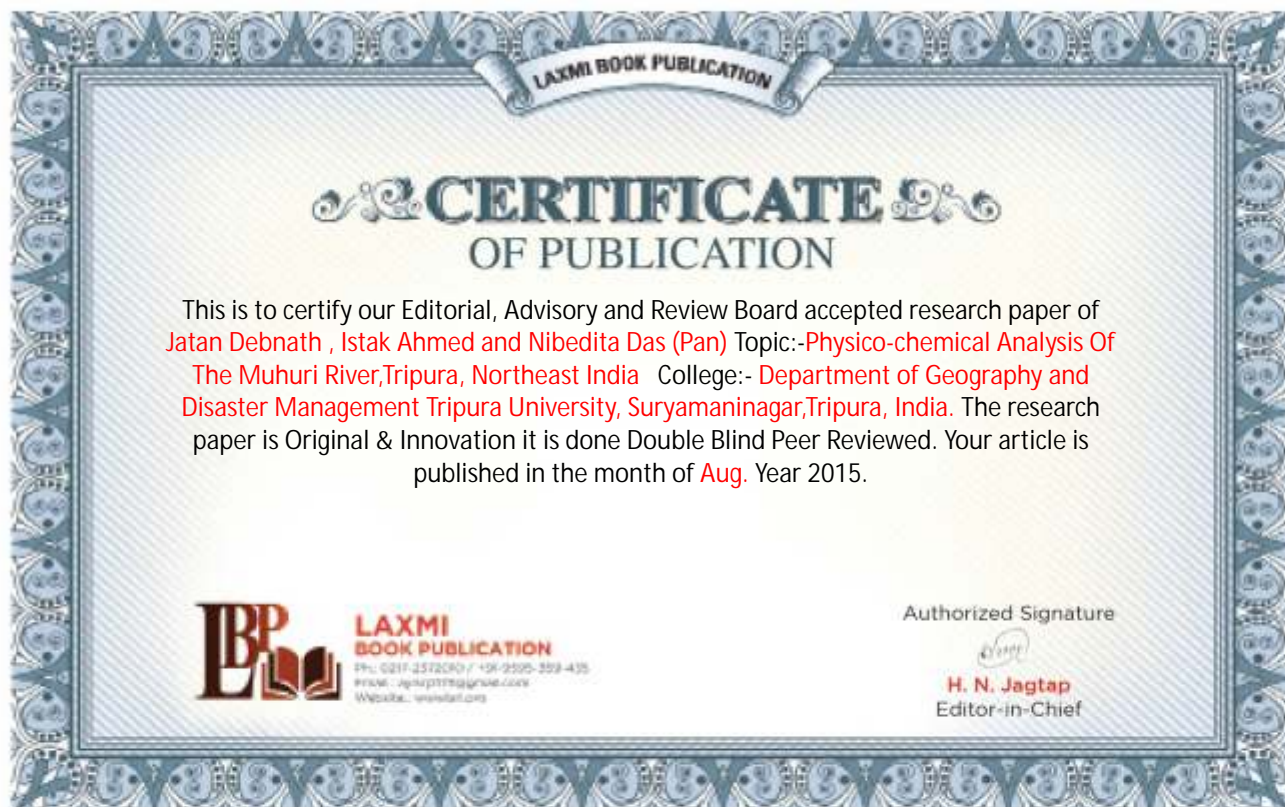 LAXMI BOOK PUBLICATION
CERTIFICATE
OF PUBLICATION
This is to certify our Editorial, Advisory and Review Board accepted research paper of
Jatan Debnath , Istak Ahmed and Nibedita Das (Pan) Topic:-Physico-chemical Analysis Of
The Muhuri River,Tripura, Northeast India College:- Department of Geography and
Disaster Management Tripura University, Suryamaninagar,Tripura, India. The research
paper is Original & Innovation it is done Double Blind Peer Reviewed. Your article is
published in the month of Aug. Year 2015.
LBP
LAXMI
BOOK PUBLICATION
Authorized Signature
H. N. Jagtap
Editor-in-Chief